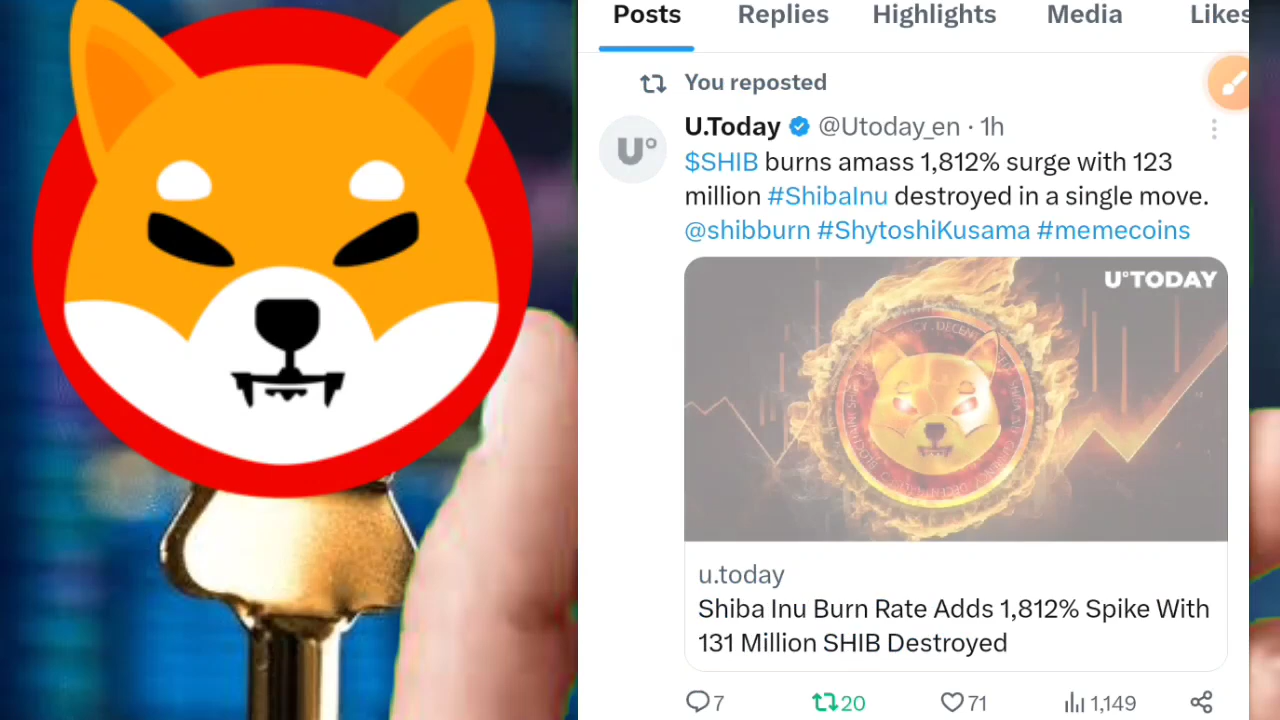 Posts Replies Highlights Media Likes
You reposted
U.Today @Utoday_en · 1h
$SHIB burns amass 1,812% surge with 123
million #ShibaInu destroyed in a single move.
@shibburn #ShytoshiKusama #memecoins
U°
U°TODAY
u.today
Shiba Inu Burn Rate Adds 1,812% Spike With
131 Million SHIB Destroyed
7 20 71 1,149